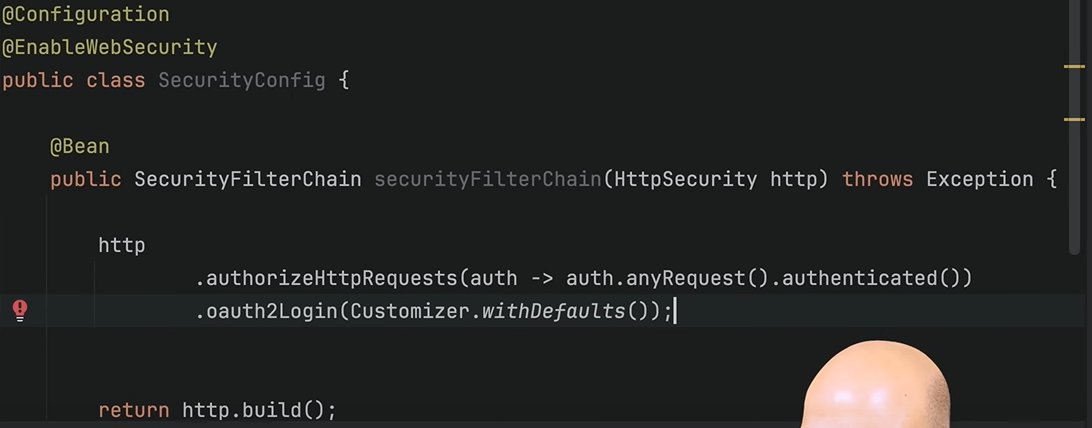 @Configuration
@EnableWebSecurity
public class SecurityConfig {
@Bean
public SecurityFilterChain securityFilterChain(HttpSecurity http) throws Exception {
http
.authorizeHttpRequests(auth -> auth.anyRequest().authenticated())
.oauth2Login(Customizer.withDefaults());
return http.build();